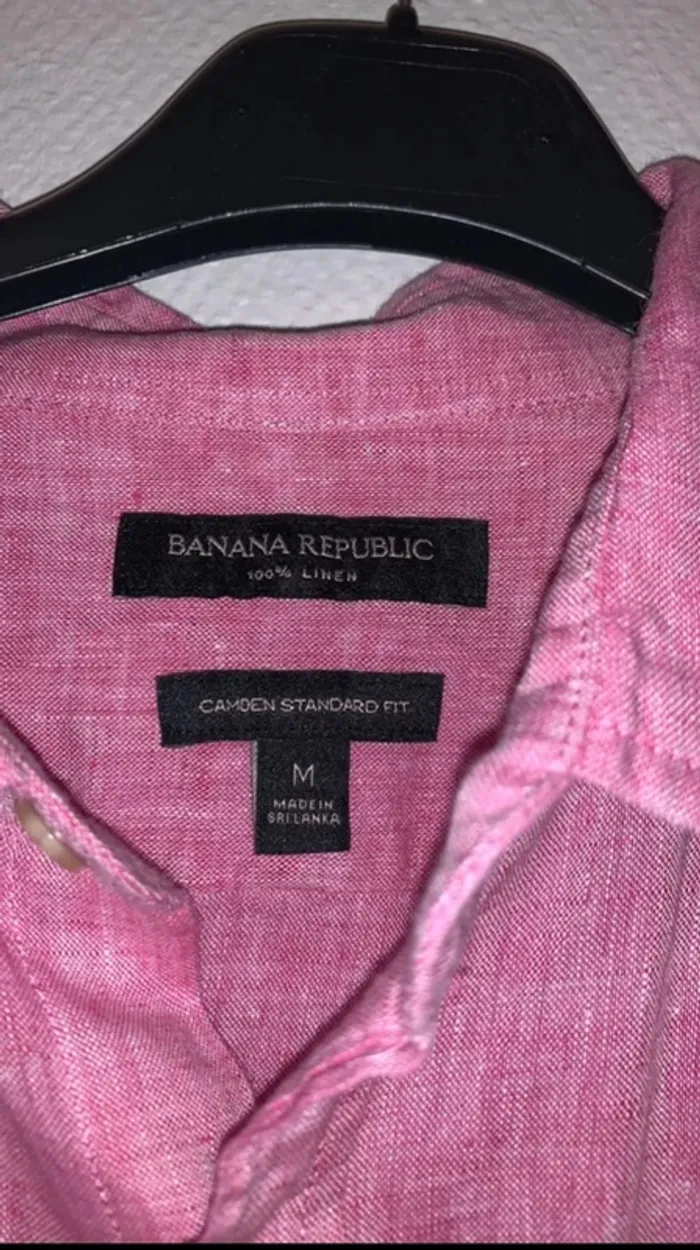 BANANA REPUBLIC
100% LINEN
CAMDEN STANDARD FIT
M
MADE IN
SRI LANKA